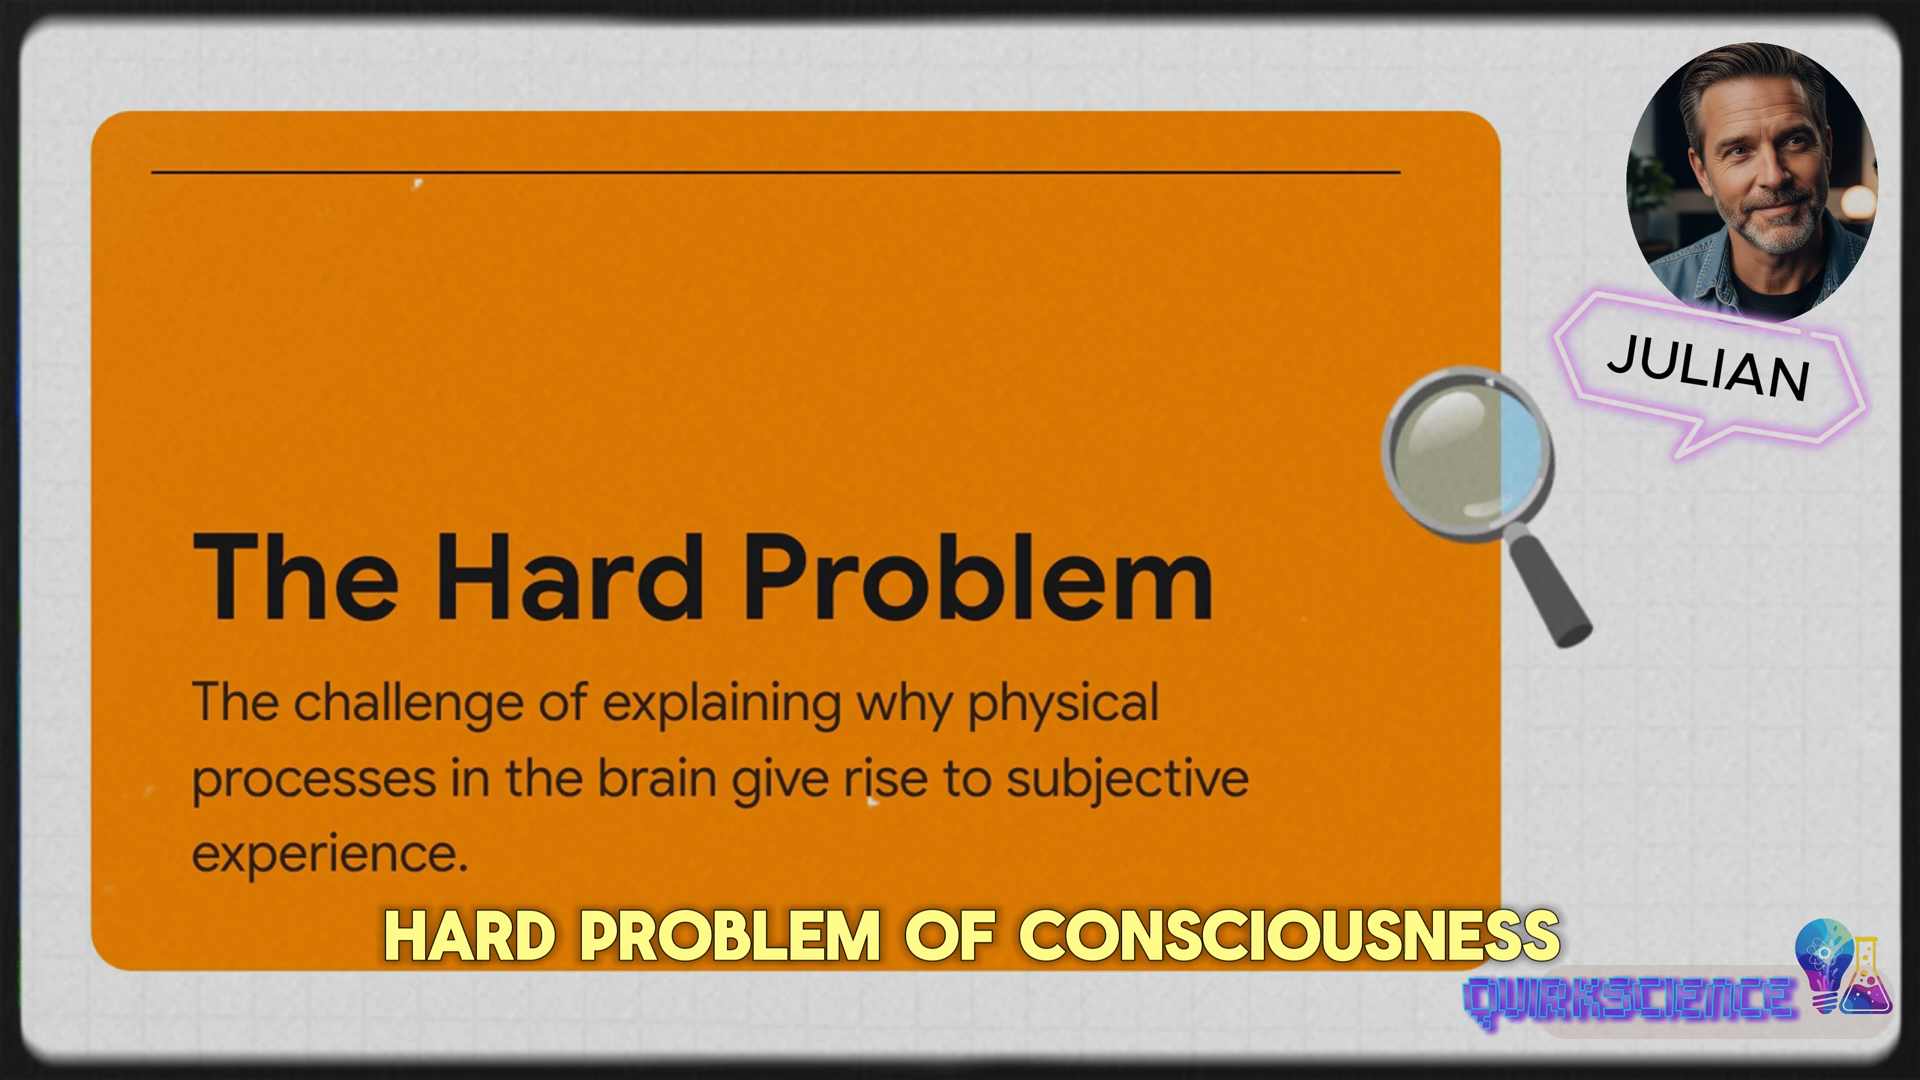 JULIAN
The Hard Problem
The challenge of explaining why physical
processes in the brain give rise to subjective
experience.
HARD PROBLEM OF CONSCIOUSNESS
QUIRKSCIENCE